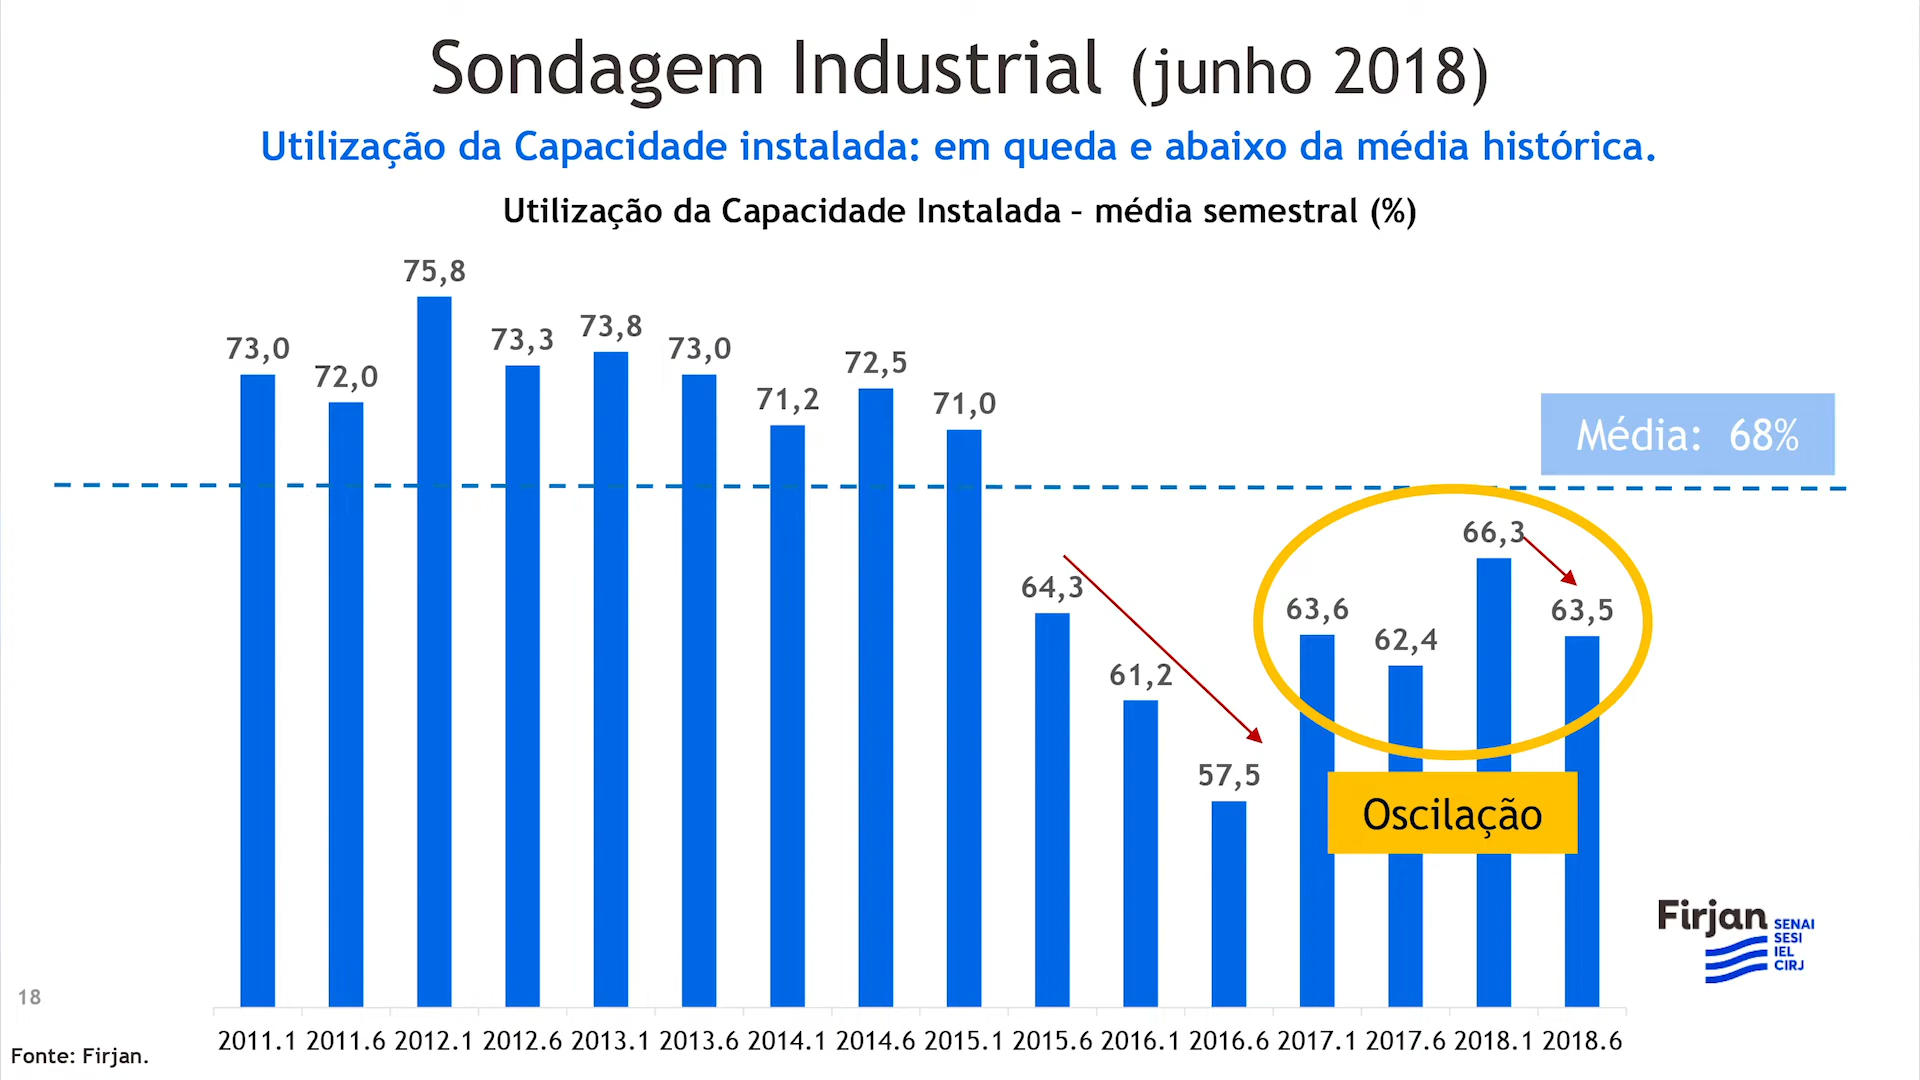 Sondagem Industrial (junho 2018)
Utilização da Capacidade instalada: em queda e abaixo da média histórica.
Utilização da Capacidade Instalada – média semestral (%)
73,0
72,0
75,8
73,3
73,8
73,0
71,2
72,5
71,0
64,3
61,2
57,5
63,6
62,4
66,3
63,5
Média: 68%
Oscilação
Firjan
SENAI
SESI
IEL
CIRJ
2011.1 2011.6 2012.1 2012.6 2013.1 2013.6 2014.1 2014.6 2015.1 2015.6 2016.1 2016.6 2017.1 2017.6 2018.1 2018.6
18
Fonte: Firjan.